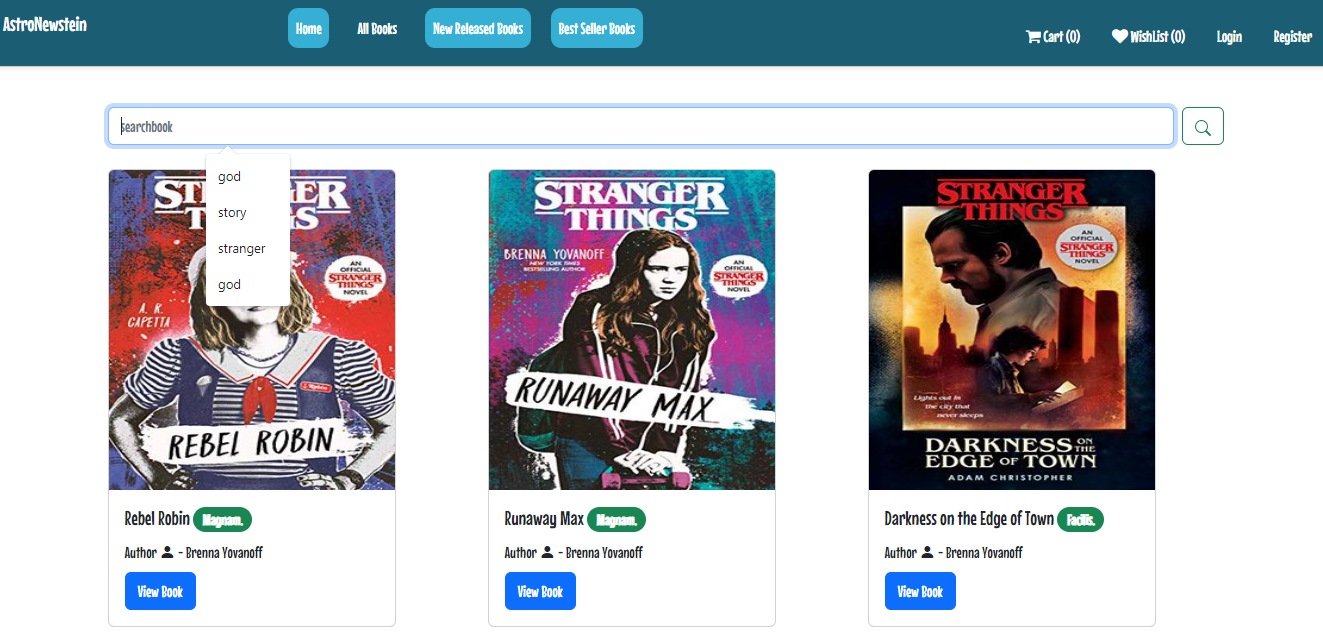 AstroNewstein
Home
All Books
New Released Books
Best Seller Books
Cart (0)
WishList (0)
Login
Register
searchbook
god
story
stranger
god
STRANGER THINGS
AN OFFICIAL STRANGER THINGS NOVEL
A. R. CAPETTA
Robin
REBEL ROBIN
STRANGER
THINGS
BRENNA YOVANOFF
NEW YORK TIMES
BESTSELLING AUTHOR
AN
OFFICIAL
STRANGER
THINGS
NOVEL
RUNAWAY MAX
STRANGER
THINGS
AN
OFFICIAL
STRANGER
THINGS
NOVEL
Lights out in
the city that
never sleeps
DARKNESS ON THE
EDGE OF TOWN
ADAM CHRISTOPHER
Rebel Robin Magnam.
Author - Brenna Yovanoff
View Book
Runaway Max Magnam.
Author - Brenna Yovanoff
View Book
Darkness on the Edge of Town Facilis.
Author - Brenna Yovanoff
View Book